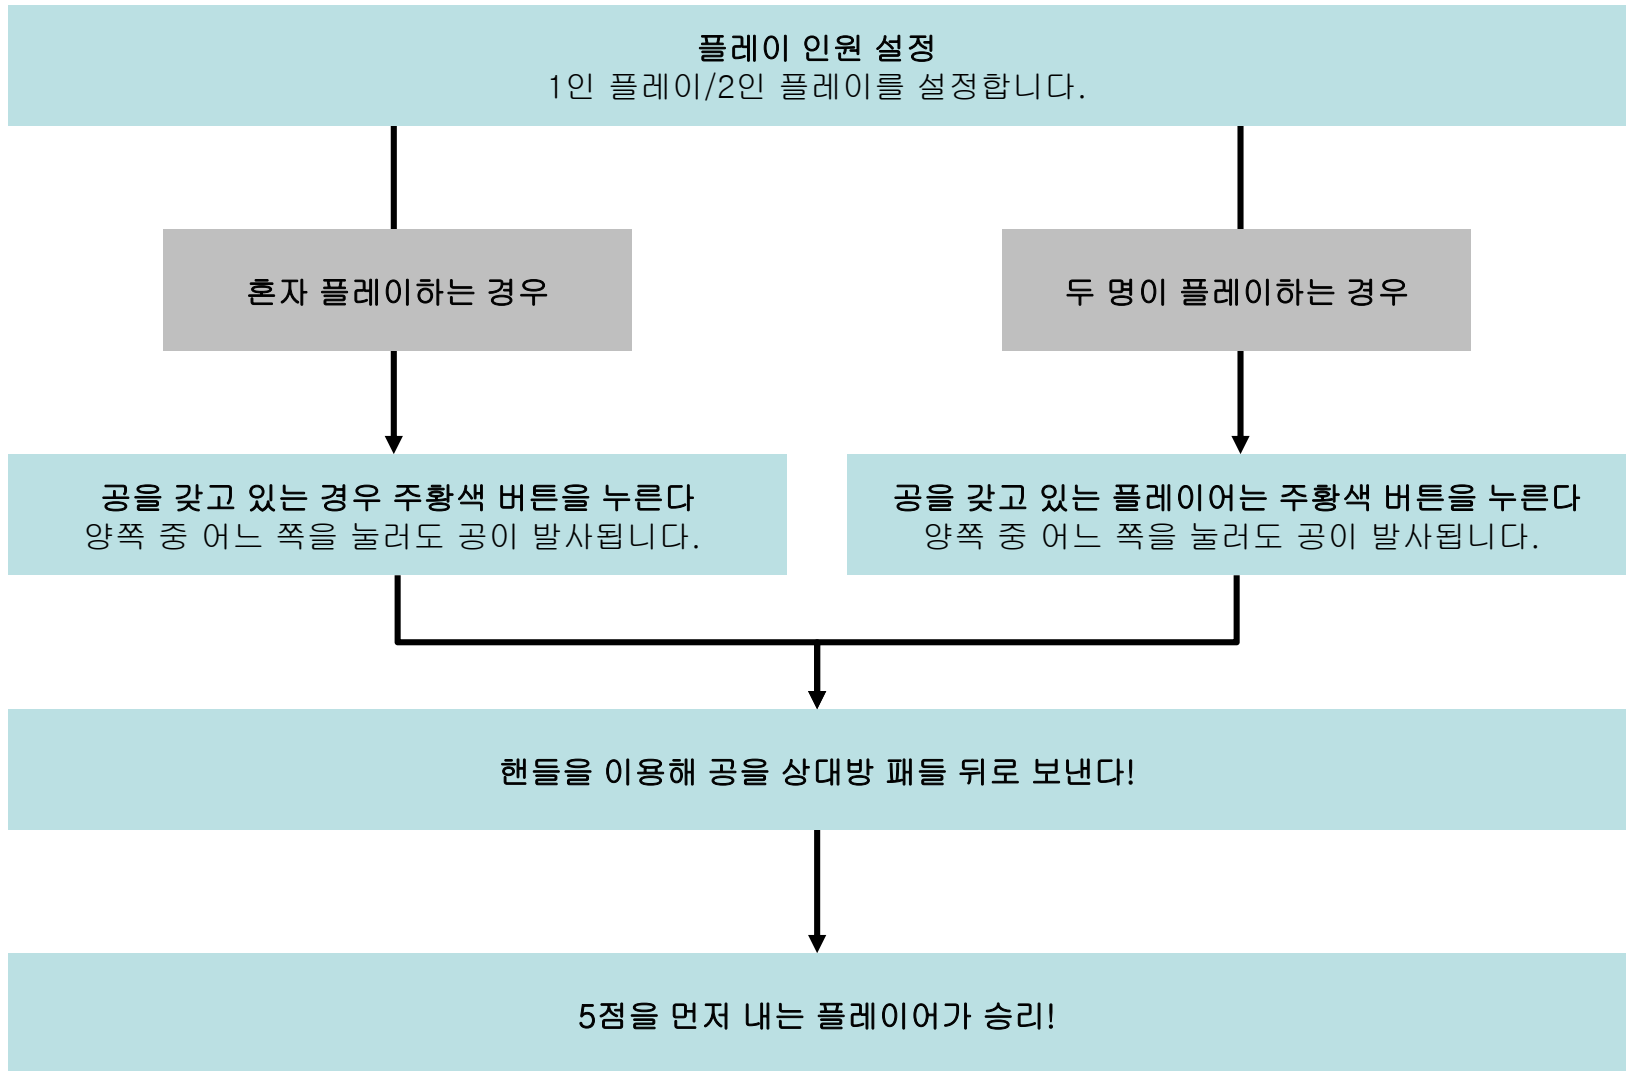 플레이 인원 설정
1인 플레이/2인 플레이를 설정합니다.
혼자 플레이하는 경우
두 명이 플레이하는 경우
공을 갖고 있는 경우 주황색 버튼을 누른다
양쪽 중 어느 쪽을 눌러도 공이 발사됩니다.
공을 갖고 있는 플레이어는 주황색 버튼을 누른다
양쪽 중 어느 쪽을 눌러도 공이 발사됩니다.
핸들을 이용해 공을 상대방 패들 뒤로 보낸다!
5점을 먼저 내는 플레이어가 승리!